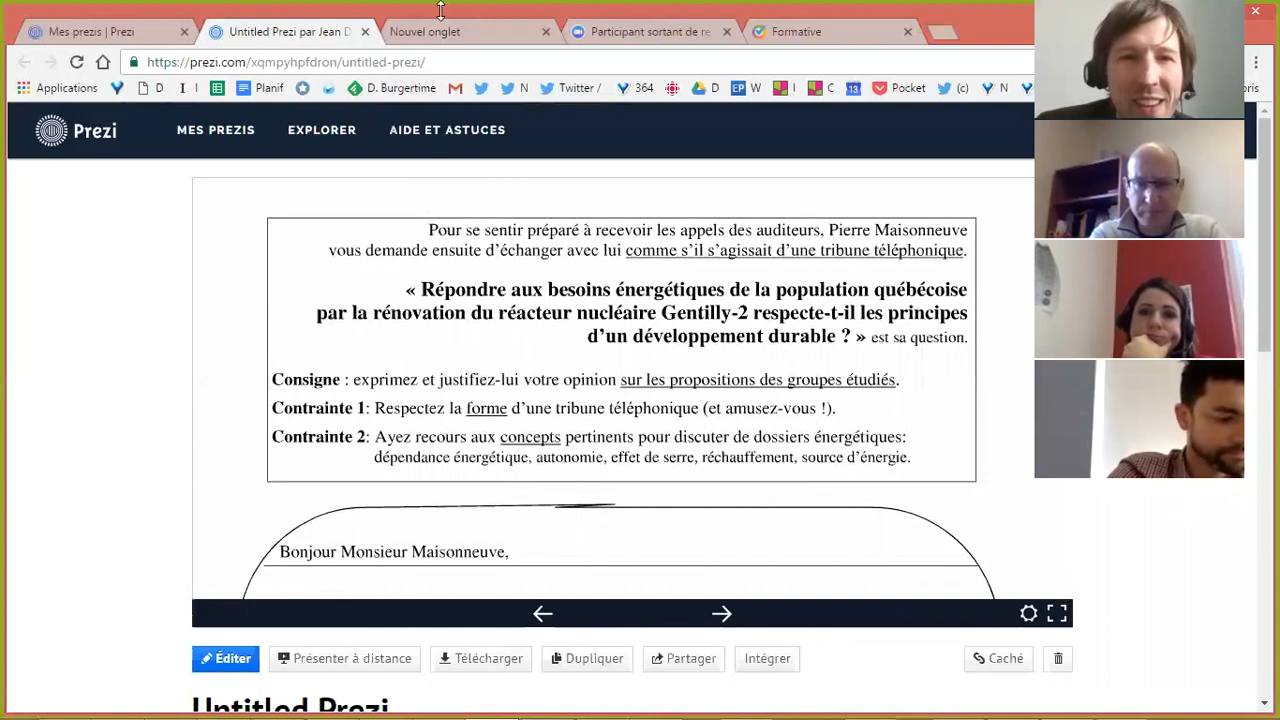 Mes prezis | Prezi
Untitled Prezi par Jean D
Nouvel onglet
Participant sortant de re
Formative
https://prezi.com/xqmpyhpfdron/untitled-prezi/
Applications
D
I
Planif
D. Burgertime
N
Twitter /
364
EP W
I
C
13
Pocket
(c)
N
ris
Prezi
MES PREZIS
EXPLORER
AIDE ET ASTUCES
Pour se sentir préparé à recevoir les appels des auditeurs, Pierre Maisonneuve
vous demande ensuite d’échanger avec lui comme s’il s’agissait d’une tribune téléphonique.
« Répondre aux besoins énergétiques de la population québécoise
par la rénovation du réacteur nucléaire Gentilly-2 respecte-t-il les principes
d’un développement durable ? » est sa question.
Consigne : exprimez et justifiez-lui votre opinion sur les propositions des groupes étudiés.
Contrainte 1: Respectez la forme d’une tribune téléphonique (et amusez-vous !).
Contrainte 2: Ayez recours aux concepts pertinents pour discuter de dossiers énergétiques:
dépendance énergétique, autonomie, effet de serre, réchauffement, source d’énergie.
Bonjour Monsieur Maisonneuve,
Éditer
Présenter à distance
Télécharger
Dupliquer
Partager
Intégrer
Caché
Untitled Prezi